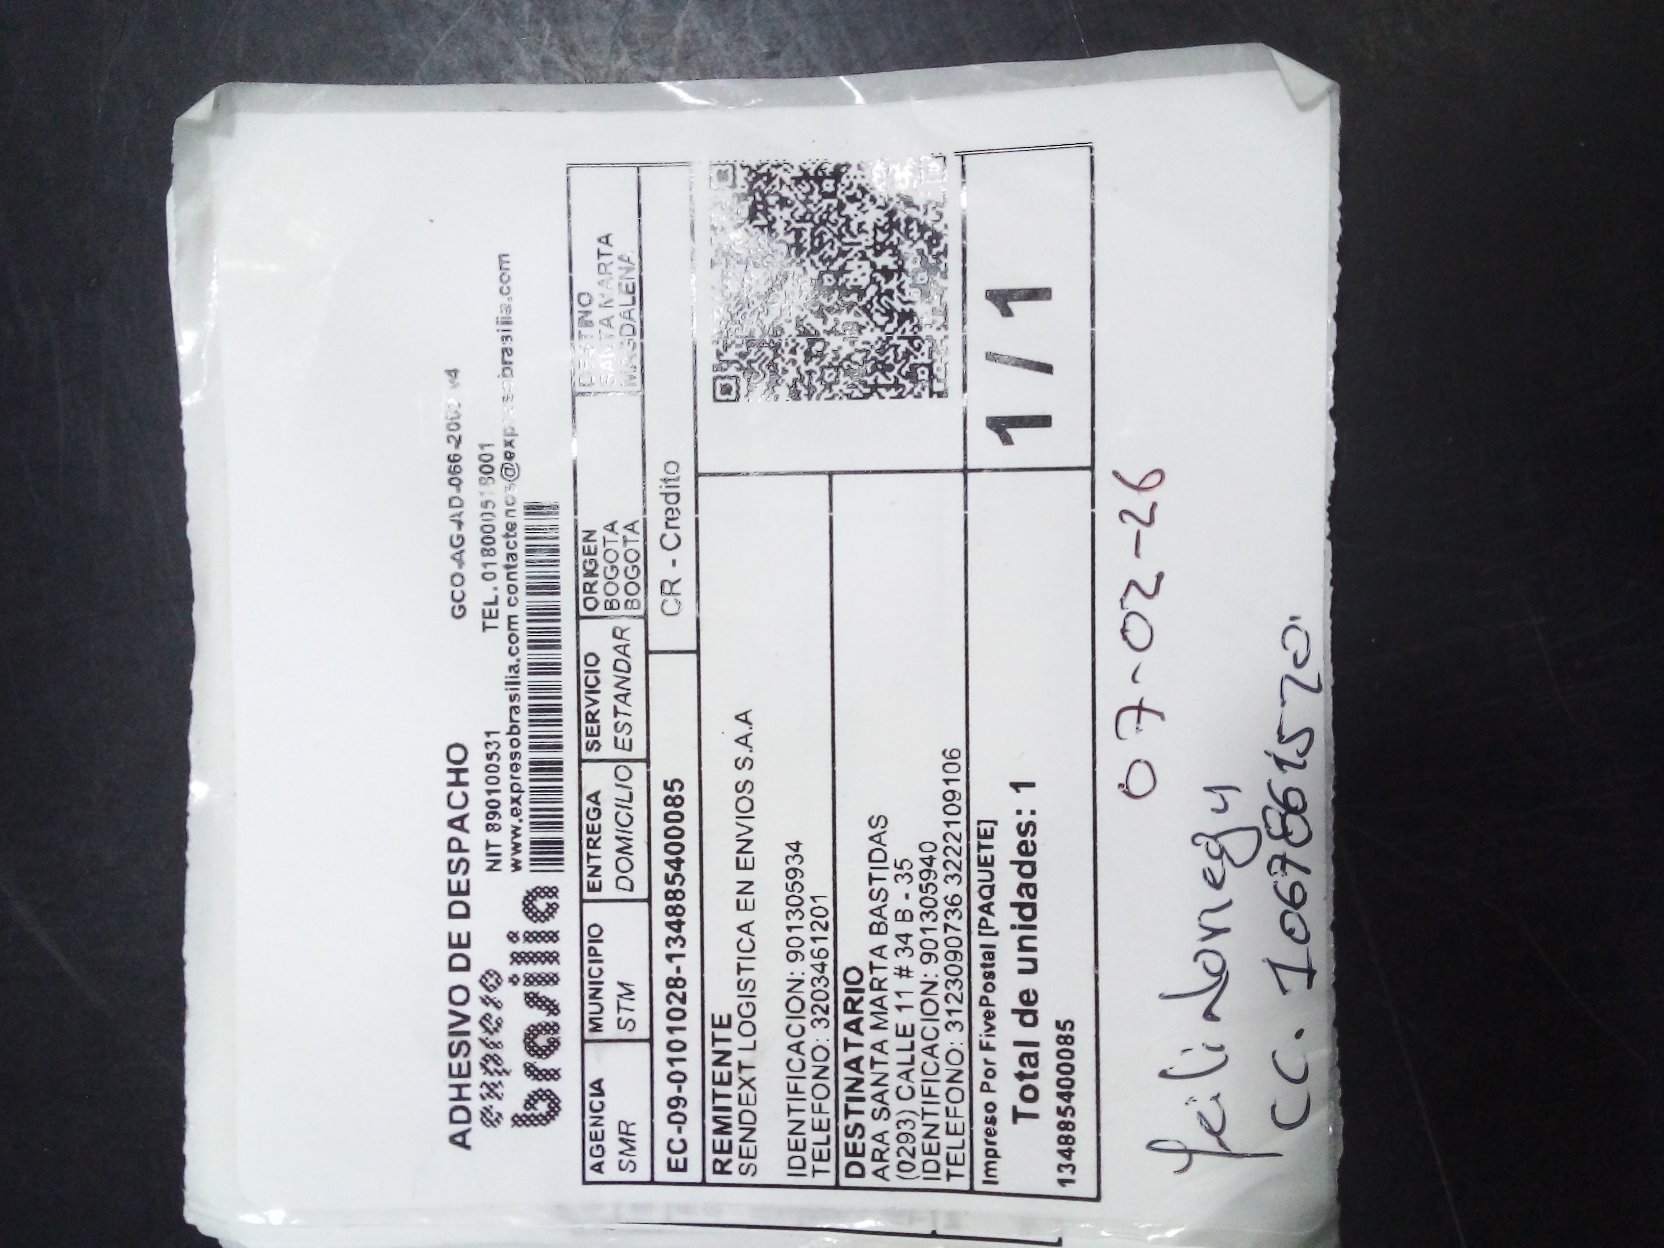 ADHESIVO DE DESPACHO
GCO-AG-AD-066-2002 v4
expreso
brasilia
NIT 890100531
TEL. 018000518001
www.expresobrasilia.com contactenos@expresobrasilia.com
AGENCIA
SMR
MUNICIPIO
STM
ENTREGA
DOMICILIO
SERVICIO
ESTANDAR
ORIGEN
BOGOTA
BOGOTA
DESTINO
SANTA MARTA
MAGDALENA
EC-09-0101028-1348885400085
CR - Credito
REMITENTE
SENDEXT LOGISTICA EN ENVIOS S.A.A
IDENTIFICACION: 901305934
TELEFONO: 3203461201
DESTINATARIO
ARA SANTA MARTA BASTIDAS
(0293) CALLE 11 # 34 B - 35
IDENTIFICACION: 901305940
TELEFONO: 3123090736 3222109106
Impreso Por FivePostal [PAQUETE]
Total de unidades: 1
1348885400085
1 / 1
07-02-26
CC. 1067861570